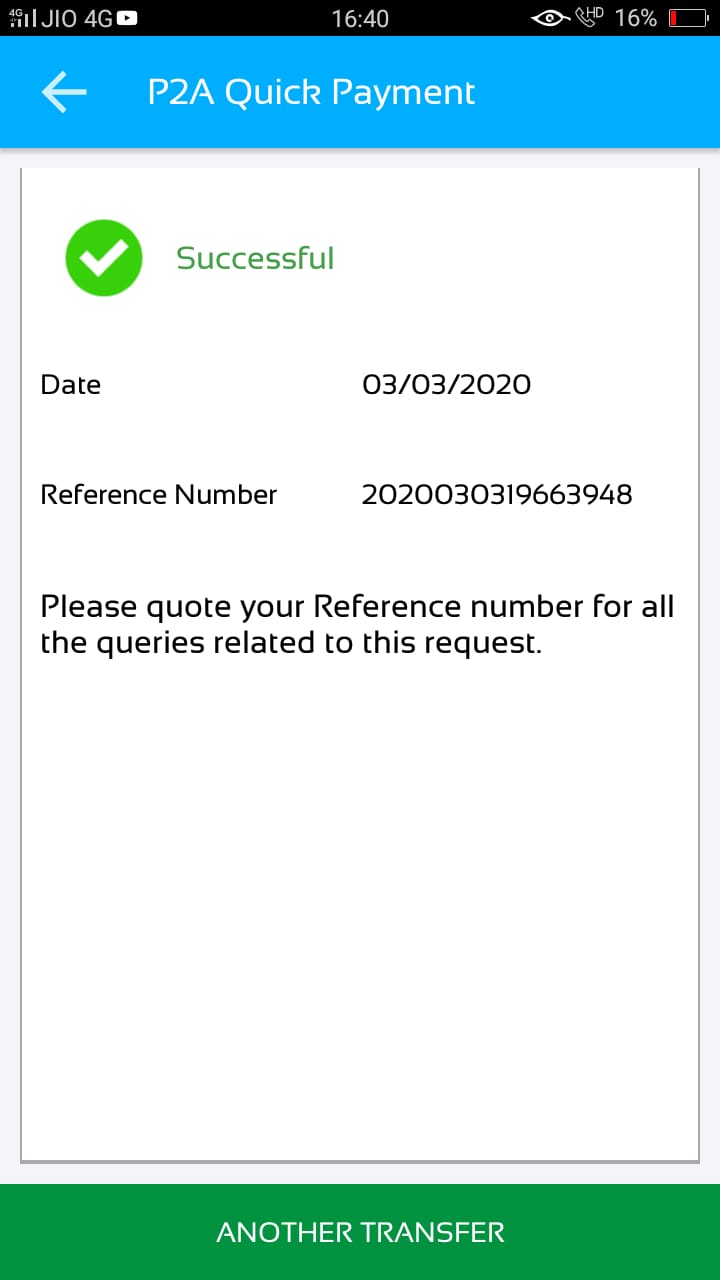 4G JIO 4G 16:40 HD 16%
P2A Quick Payment
Successful
Date 03/03/2020
Reference Number 2020030319663948
Please quote your Reference number for all
the queries related to this request.
ANOTHER TRANSFER